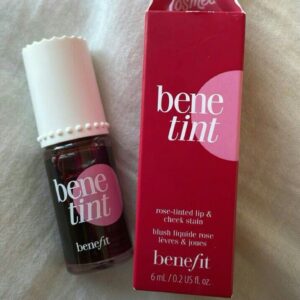 bene
tint
benefit
cosmet
bene
tint
rose-tinted lip &
cheek stain
blush liquide rose
lèvres & joues
benefit
6 mL / 0.2 US fl. oz.